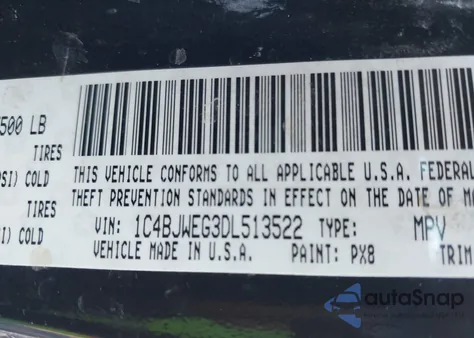 500 LB
TIRES
SI) COLD
TIRES
SI) COLD
THIS VEHICLE CONFORMS TO ALL APPLICABLE U.S.A. FEDERAL
THEFT PREVENTION STANDARDS IN EFFECT ON THE DATE OF MA
VIN: 1C4BJWEG3DL513522 TYPE: MPV
VEHICLE MADE IN U.S.A. PAINT: PX8 TRIM
autoSnap